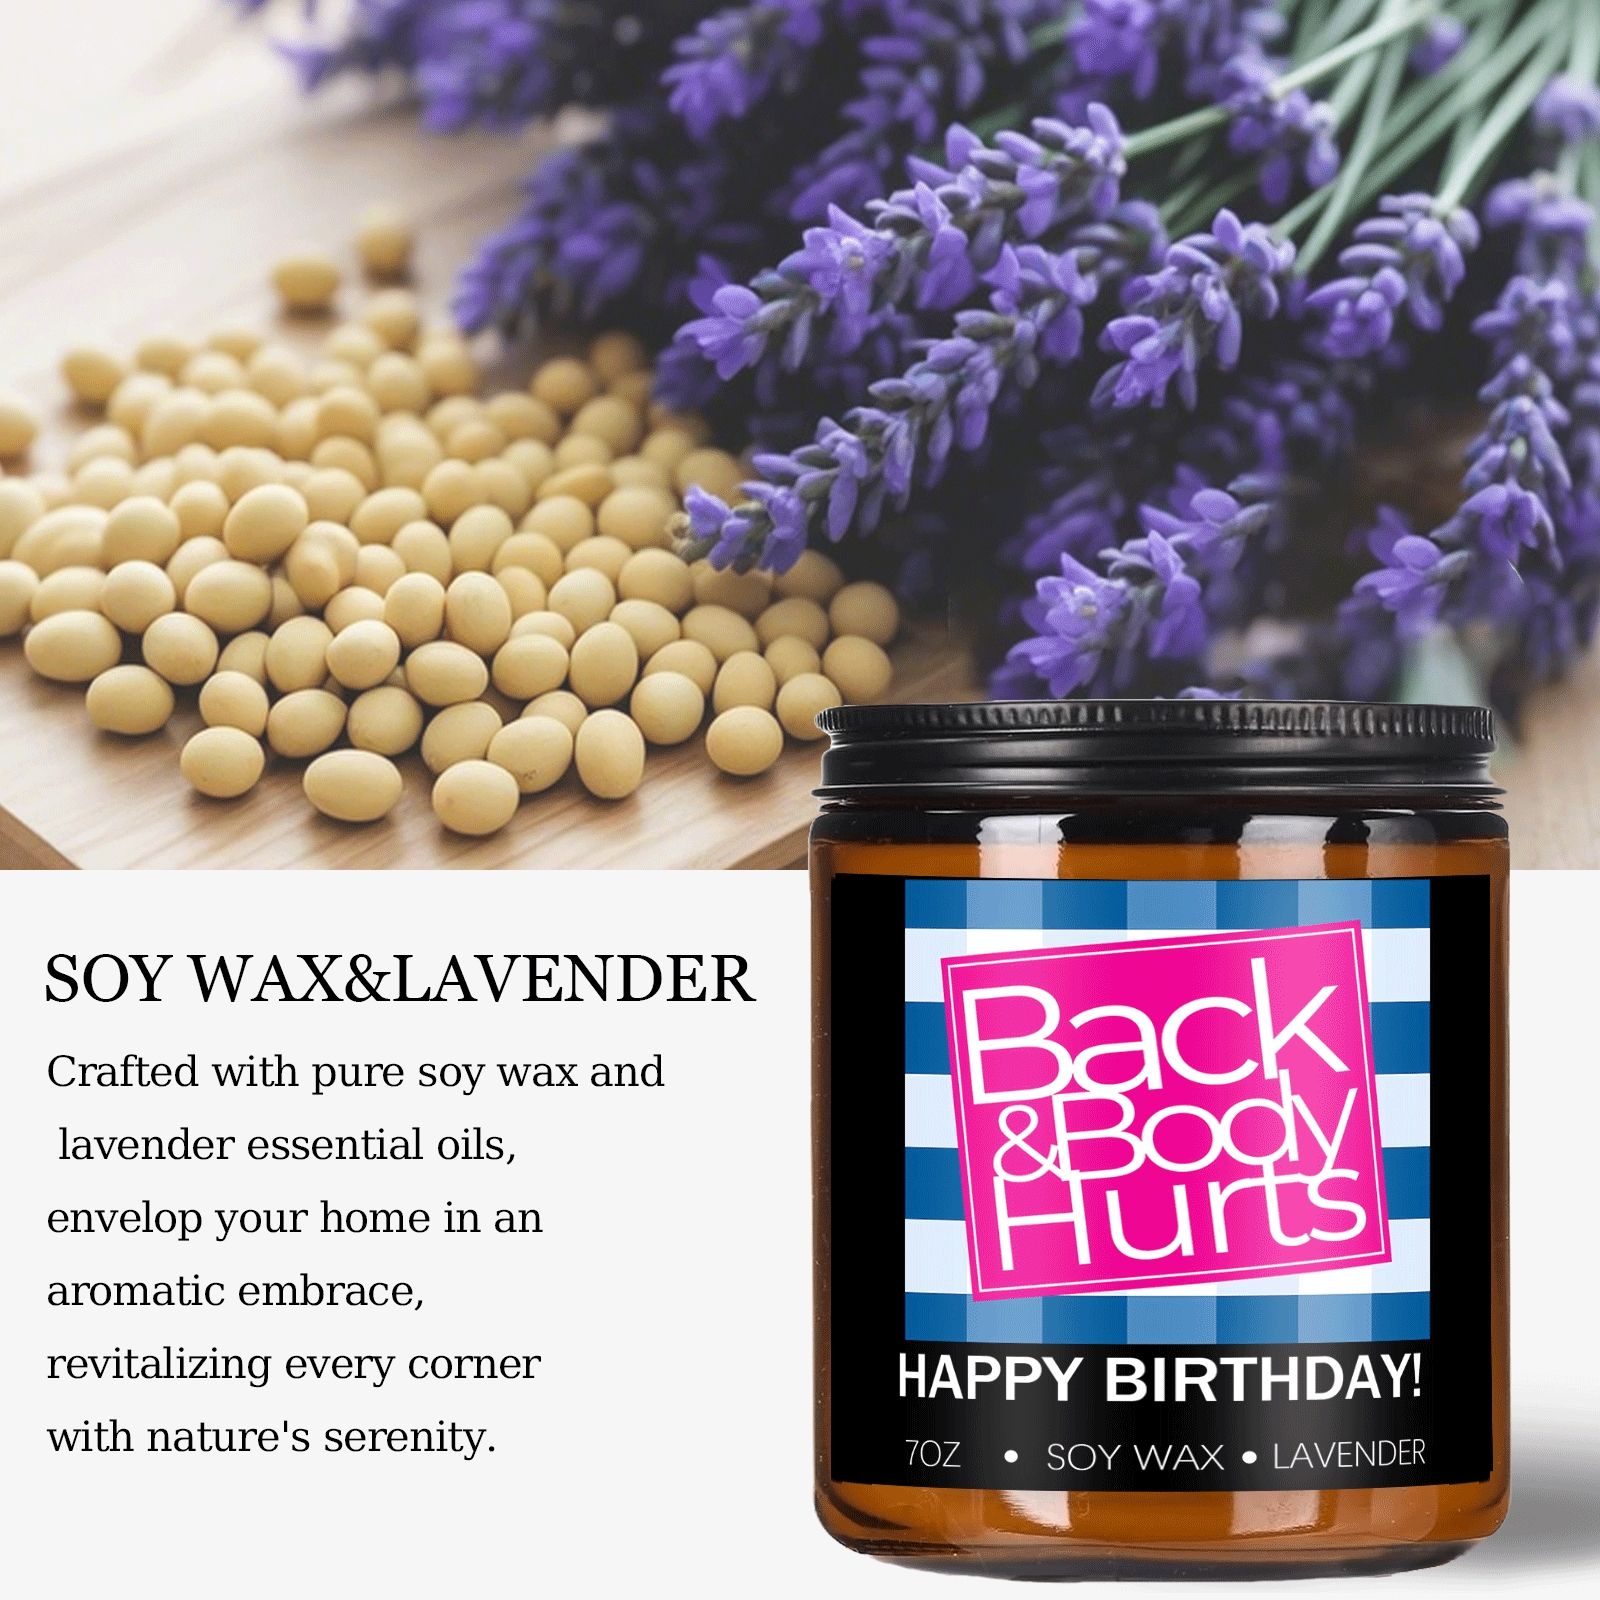 SOY WAX&LAVENDER
Crafted with pure soy wax and
lavender essential oils,
envelop your home in an
aromatic embrace,
revitalizing every corner
with nature's serenity.
Back
&Body
Hurts
HAPPY BIRTHDAY!
7OZ • SOY WAX • LAVENDER